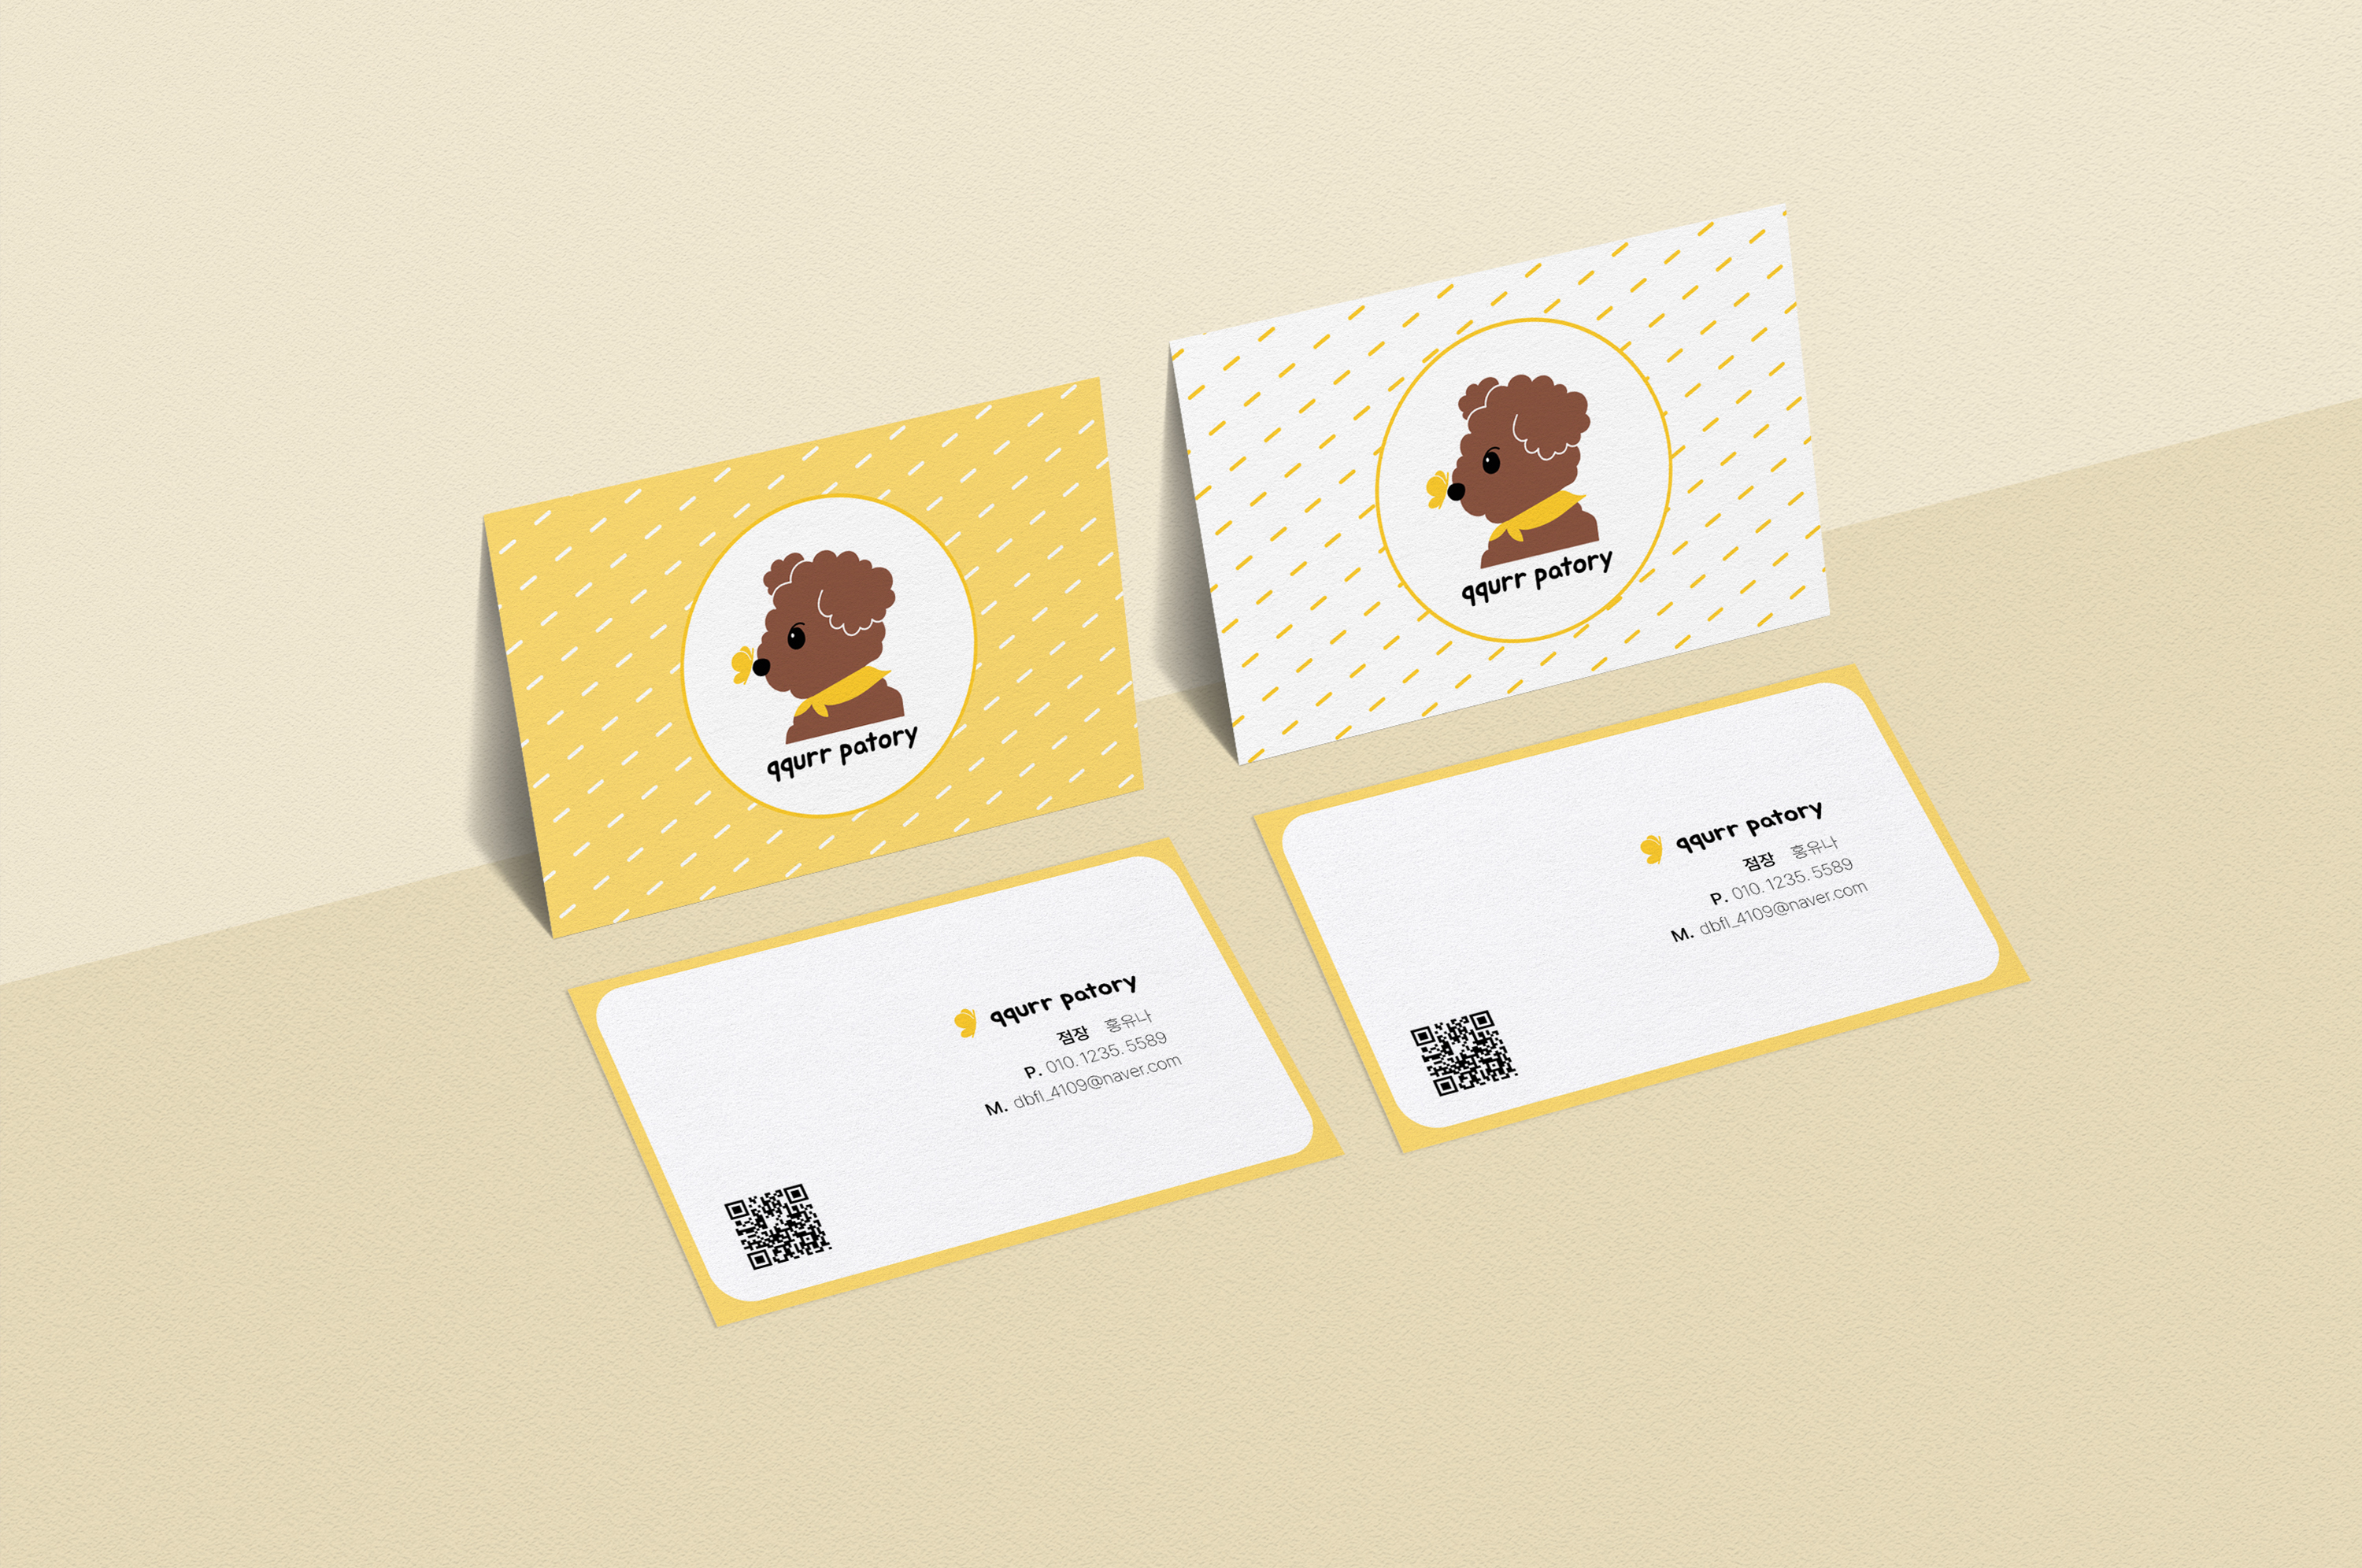 qqurr patory
qqurr patory
qqurr patory
점장 홍유나
P. 010. 1235. 5589
M. dbfl_4109@naver.com
qqurr patory
점장 홍유나
P. 010. 1235. 5589
M. dbfl_4109@naver.com